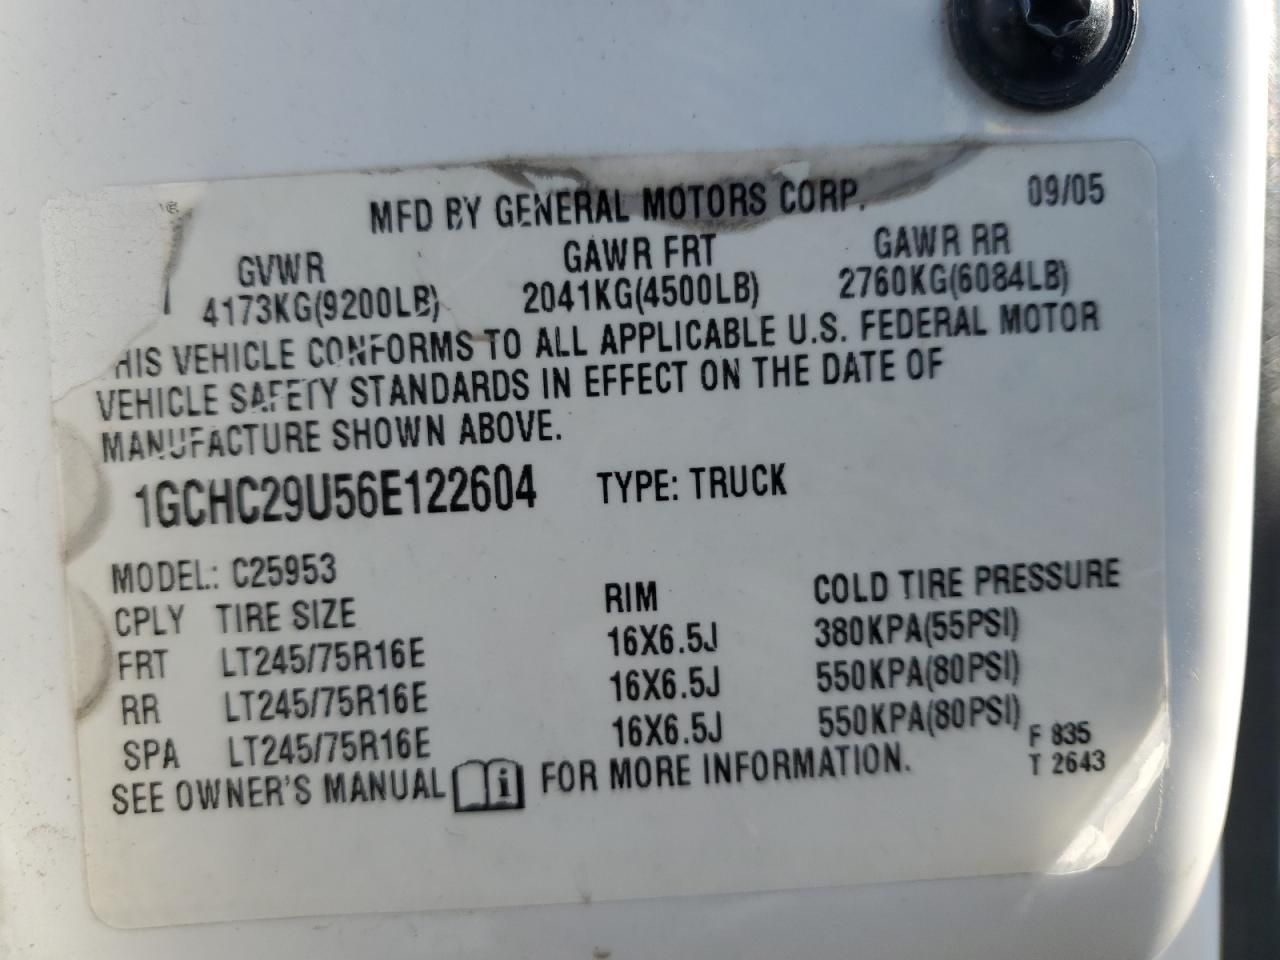 MFD BY GENERAL MOTORS CORP. 09/05
GVWR GAWR FRT GAWR RR
4173KG(9200LB) 2041KG(4500LB) 2760KG(6084LB)
HIS VEHICLE CONFORMS TO ALL APPLICABLE U.S. FEDERAL MOTOR
VEHICLE SAFETY STANDARDS IN EFFECT ON THE DATE OF
MANUFACTURE SHOWN ABOVE.
1GCHC29U56E122604 TYPE: TRUCK
MODEL: C25953
CPLY TIRE SIZE RIM COLD TIRE PRESSURE
FRT LT245/75R16E 16X6.5J 380KPA(55PSI)
RR LT245/75R16E 16X6.5J 550KPA(80PSI)
SPA LT245/75R16E 16X6.5J 550KPA(80PSI)
SEE OWNER'S MANUAL i FOR MORE INFORMATION.
F 835
T 2643